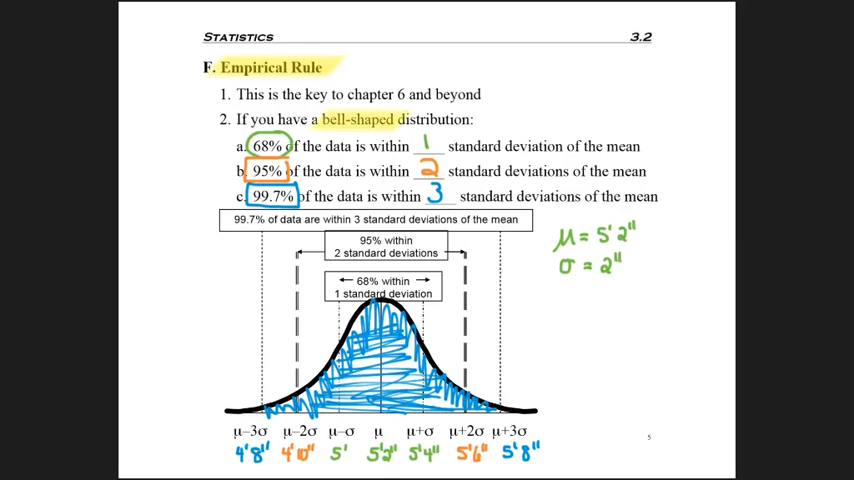 STATISTICS 3.2
F. Empirical Rule
1. This is the key to chapter 6 and beyond
2. If you have a bell-shaped distribution:
a. 68% of the data is within 1 standard deviation of the mean
b. 95% of the data is within 2 standard deviations of the mean
c. 99.7% of the data is within 3 standard deviations of the mean
99.7% of data are within 3 standard deviations of the mean
95% within
2 standard deviations
68% within
1 standard deviation
μ = 5'2"
σ = 2"
μ–3σ μ–2σ μ–σ μ μ+σ μ+2σ μ+3σ
4'8" 4'10" 5' 5'2" 5'4" 5'6" 5'8"
5